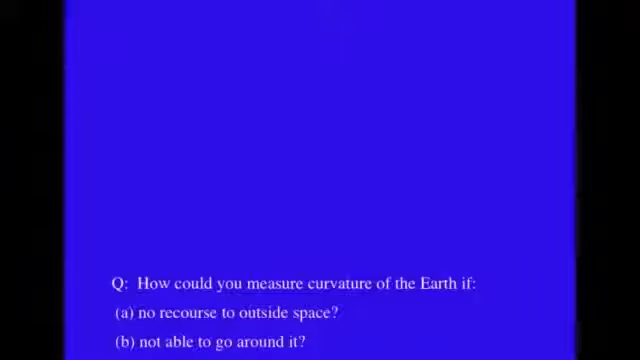 Q: How could you measure curvature of the Earth if:
(a) no recourse to outside space?
(b) not able to go around it?